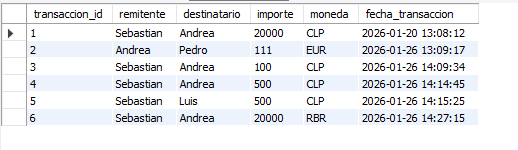 transaccion_id remitente destinatario importe moneda fecha_transaccion
1 Sebastian Andrea 20000 CLP 2026-01-20 13:08:12
2 Andrea Pedro 111 EUR 2026-01-26 13:09:17
3 Sebastian Andrea 100 CLP 2026-01-26 14:09:34
4 Sebastian Andrea 500 CLP 2026-01-26 14:14:45
5 Sebastian Luis 500 CLP 2026-01-26 14:15:25
6 Sebastian Andrea 20000 RBR 2026-01-26 14:27:15